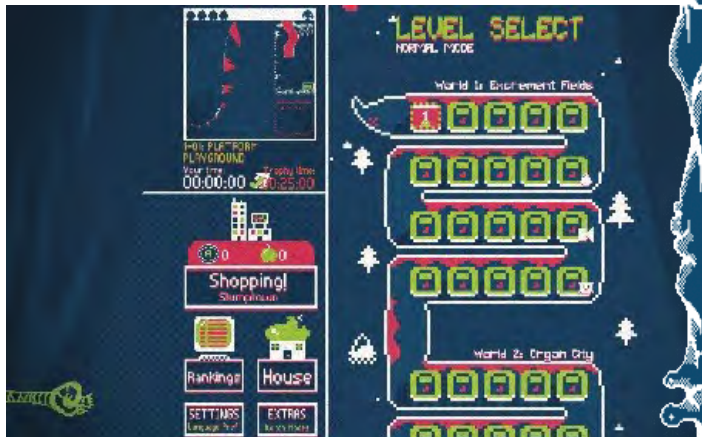 LEVEL SELECT
NORMAL MODE
World 1: Excrement Fields
1
1-01: PLATFORM
PLAYGROUND
Your time
Trophy time:
00:00:00
00:25:00
0
0
Shopping!
Rankings
House
SETTINGS
EXTRAS
World 2: Organ City